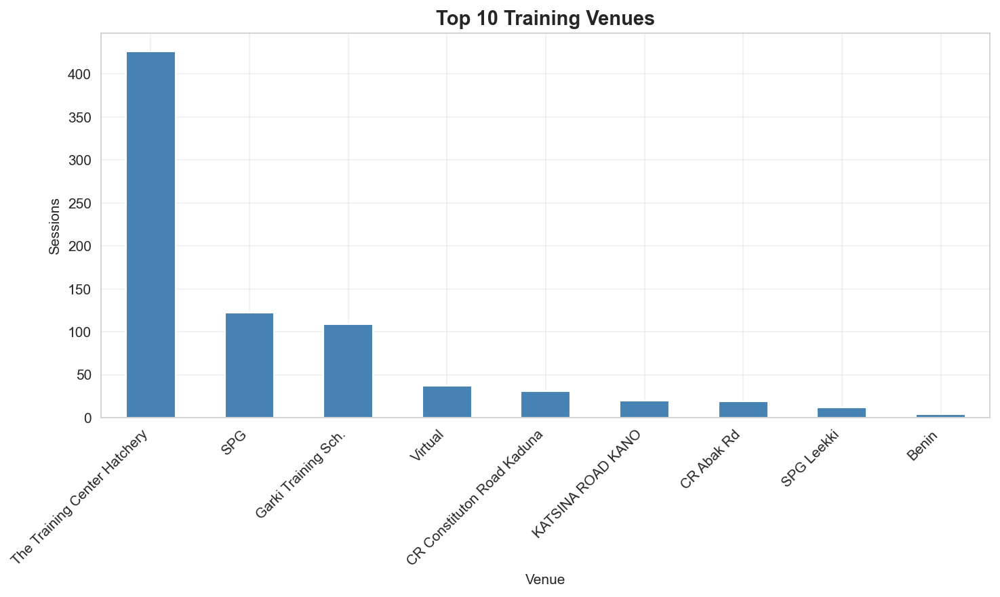 Top 10 Training Venues
Sessions
400
350
300
250
200
150
100
50
0
The Training Center Hatchery
SPG
Garki Training Sch.
Virtual
CR Constituton Road Kaduna
KATSINA ROAD KANO
CR Abak Rd
SPG Leekki
Benin
Venue